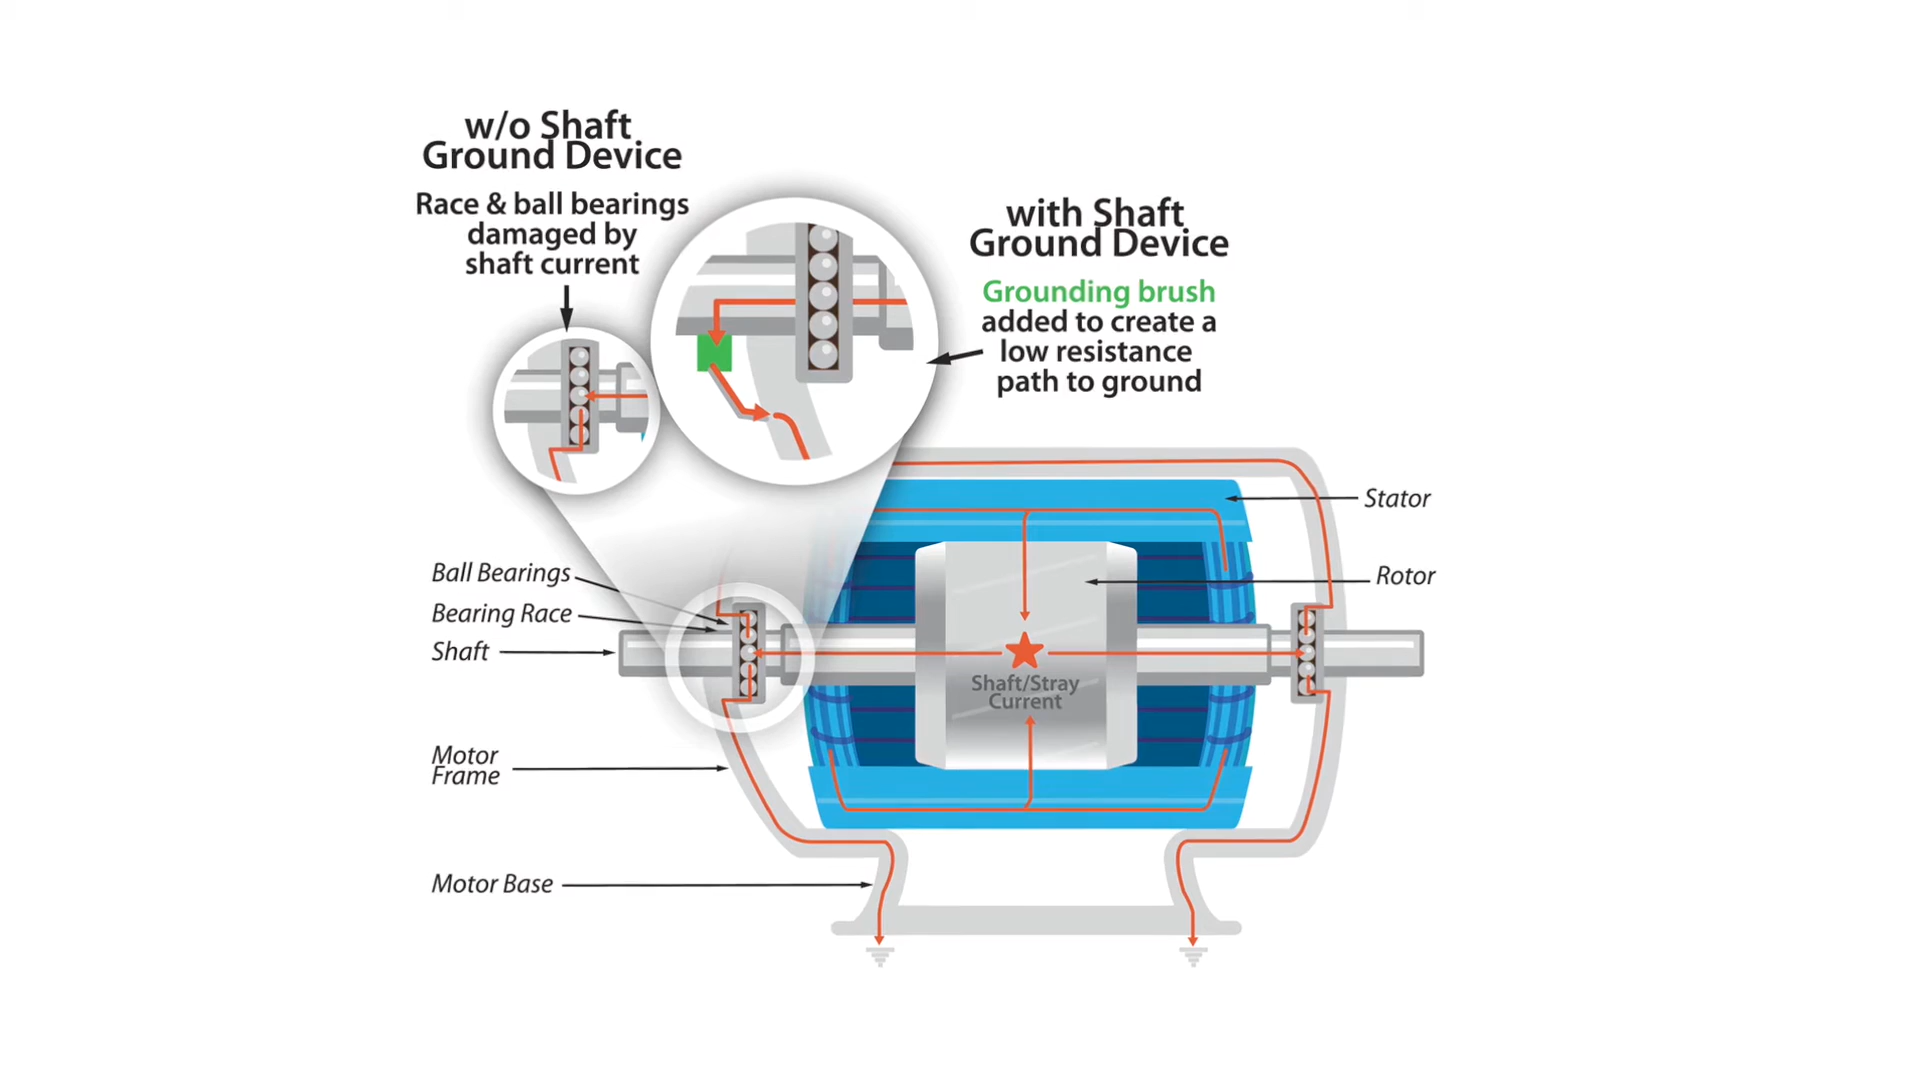 w/o Shaft
Ground Device
Race & ball bearings
damaged by
shaft current
with Shaft
Ground Device
Grounding brush
added to create a
low resistance
path to ground
Stator
Rotor
Ball Bearings
Bearing Race
Shaft
Shaft/Stray
Current
Motor
Frame
Motor Base